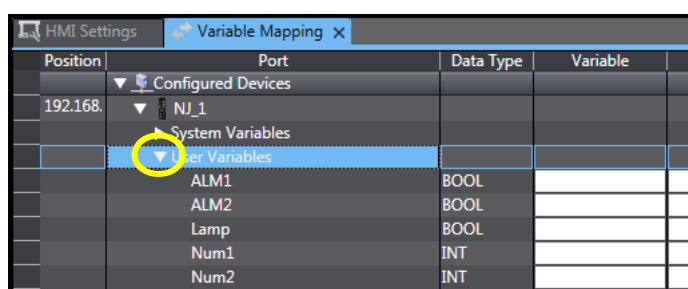 HMI Settings Variable Mapping
Position Port Data Type Variable
Configured Devices
192.168. NJ_1
System Variables
User Variables
ALM1 BOOL
ALM2 BOOL
Lamp BOOL
Num1 INT
Num2 INT